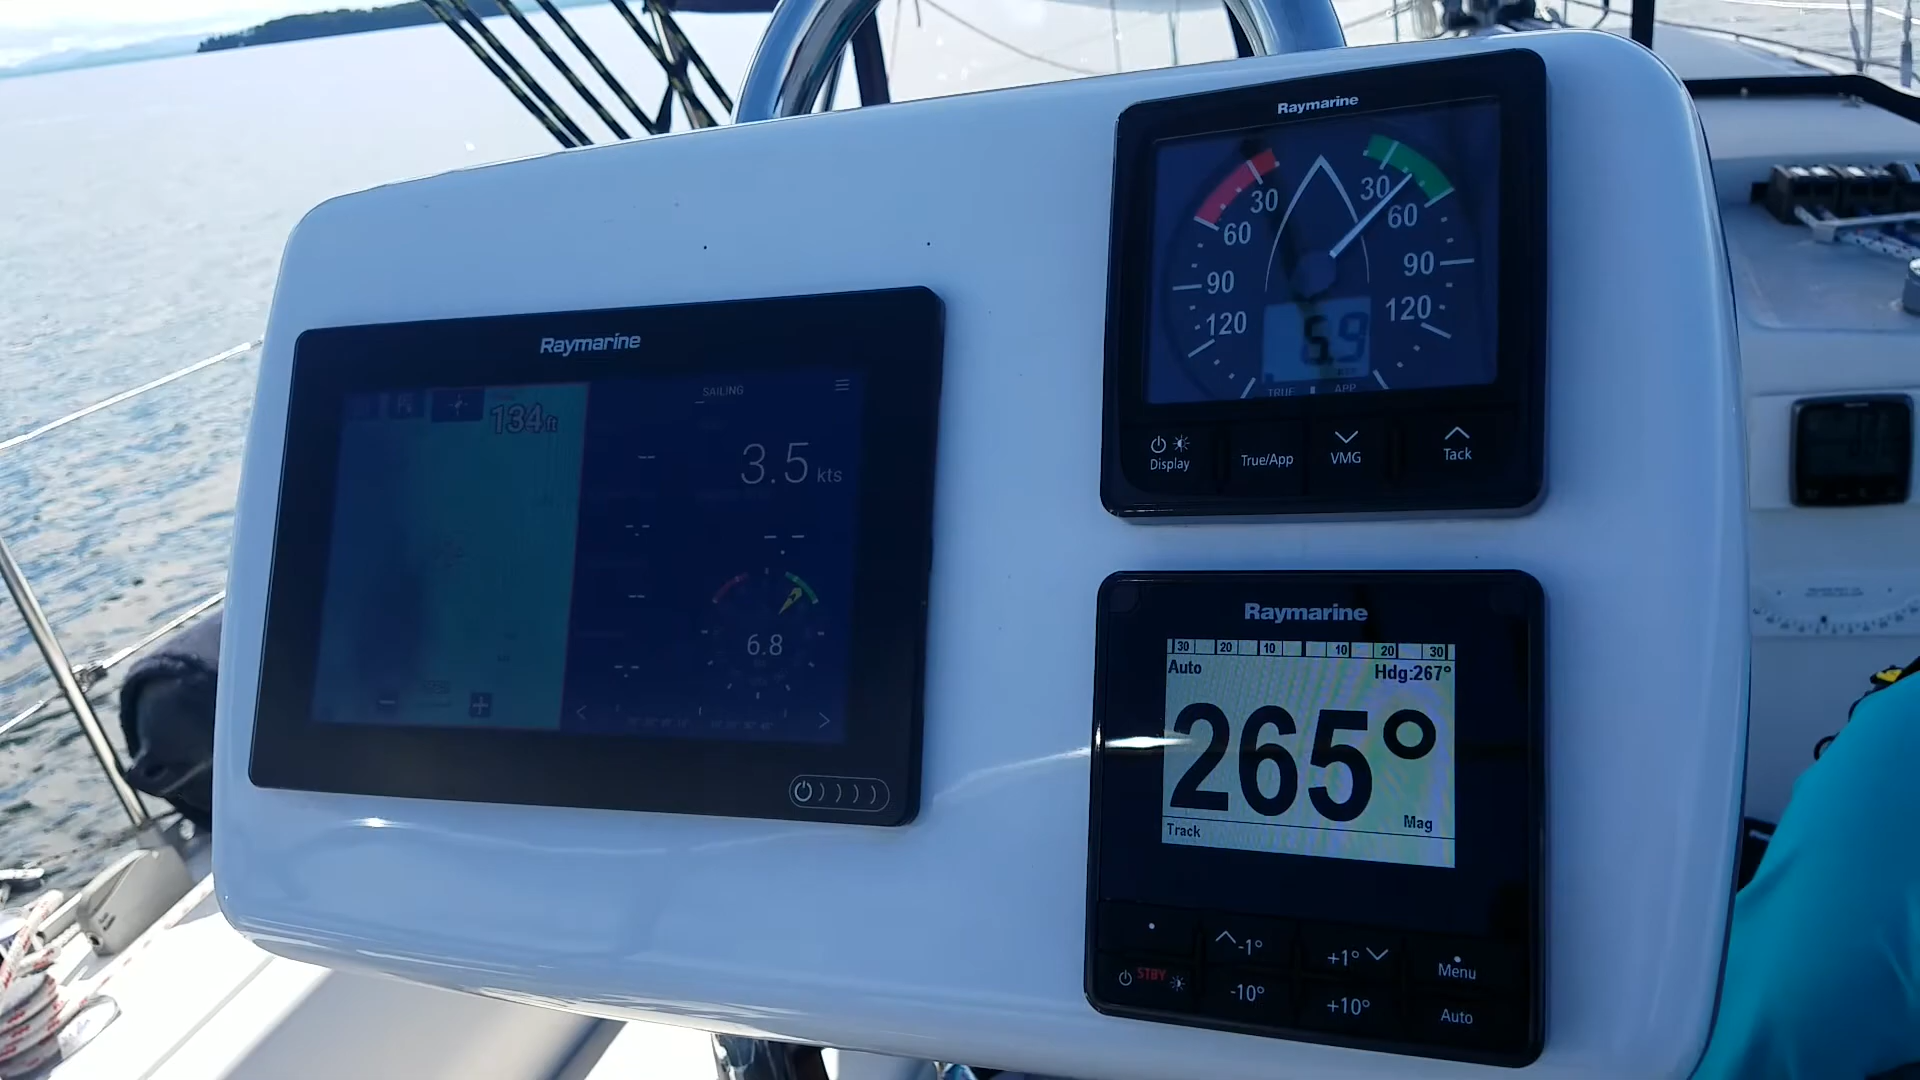 Raymarine
134ft
SAILING
3.5 kts
6.8
Raymarine
30 30
60 60
90 90
120 120
5.9
TRUE APP
Display
True/App
VMG
Tack
Raymarine
30 20 10 10 20 30
Auto Hdg:267°
265°
Mag
Track
-1° +1°
STBY
Menu
-10° +10°
Auto